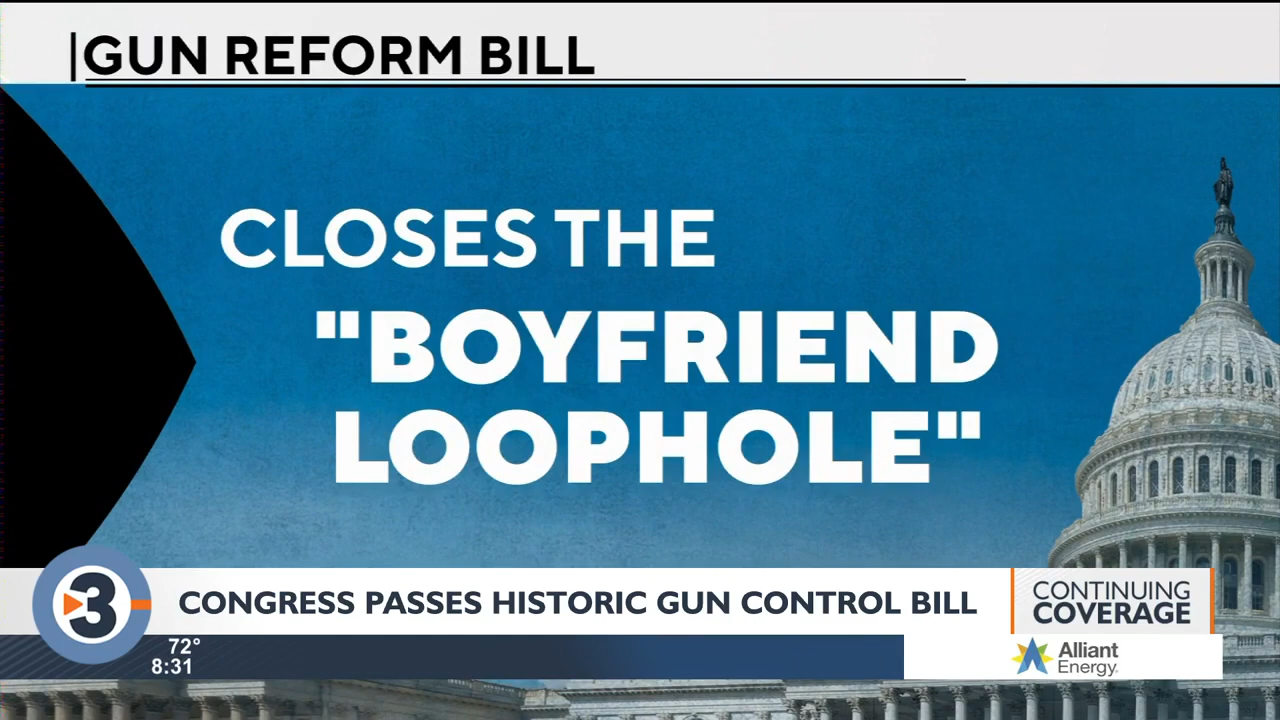 GUN REFORM BILL
CLOSES THE
"BOYFRIEND
LOOPHOLE"
3
CONGRESS PASSES HISTORIC GUN CONTROL BILL
CONTINUING
COVERAGE
72°
8:31
Alliant
Energy.